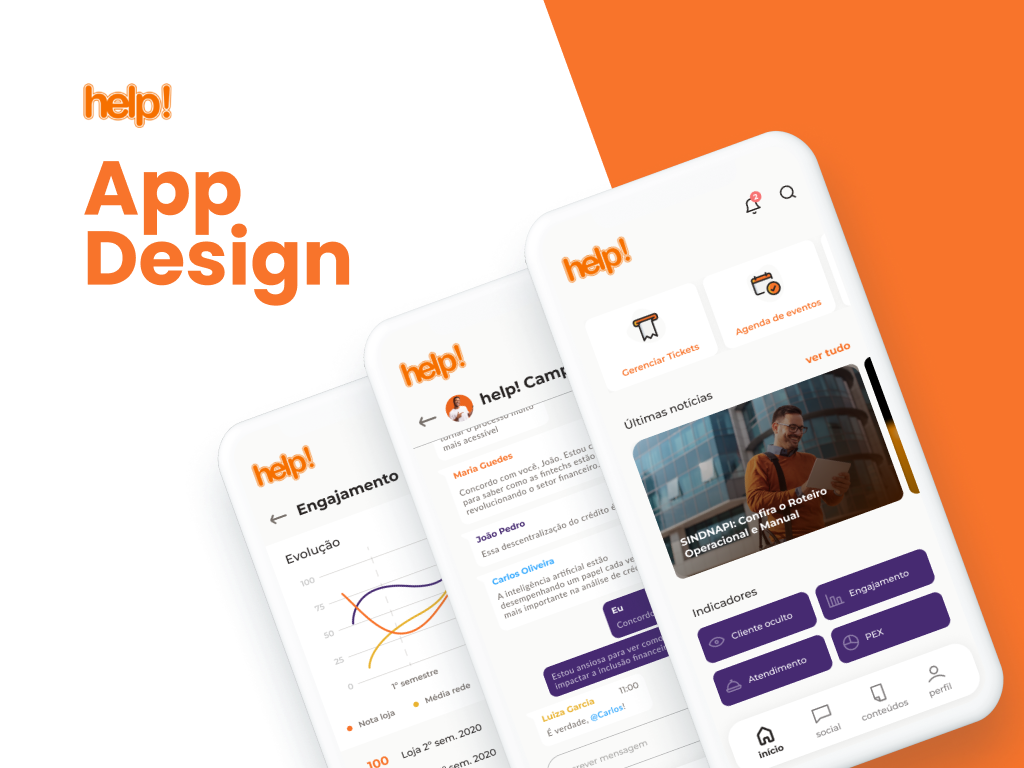 help!
App
Design
help!
Engajamento
Evolução
100
75
50
25
0
1º semestre
Nota loja
Média rede
100
Loja 2º sem. 2020
sem. 2020
help!
help! Camp
tornar o processo muito
mais acessível
Maria Guedes
Concordo com você, João. Estou c
para saber como as fintechs estão
revolucionando o setor financeiro.
João Pedro
Essa descentralização do crédito é
Carlos Oliveira
A inteligência artificial estão
desempenhando um papel cada ve
mais importante na análise de créd
Eu
Concordo
Estou ansiosa para ver como
impactar a inclusão financeir
Luiza Garcia
11:00
É verdade, @Carlos!
rever mensagem
help!
Gerenciar Tickets
Agenda de eventos
Últimas notícias
ver tudo
SINDNAPI: Confira o Roteiro
Operacional e Manual
Indicadores
Cliente oculto
Engajamento
Atendimento
PEX
início
social
conteúdos
perfil